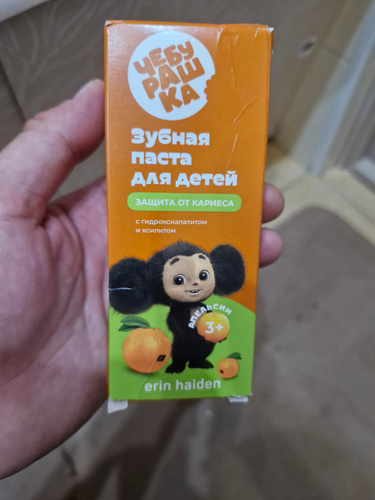 ЧЕБУ
РАШ
КА
Зубная
паста
для детей
ЗАЩИТА ОТ КАРИЕСА
с гидроксиапатитом
и ксилитом
АПЕЛЬСИН
3+
erin haiden